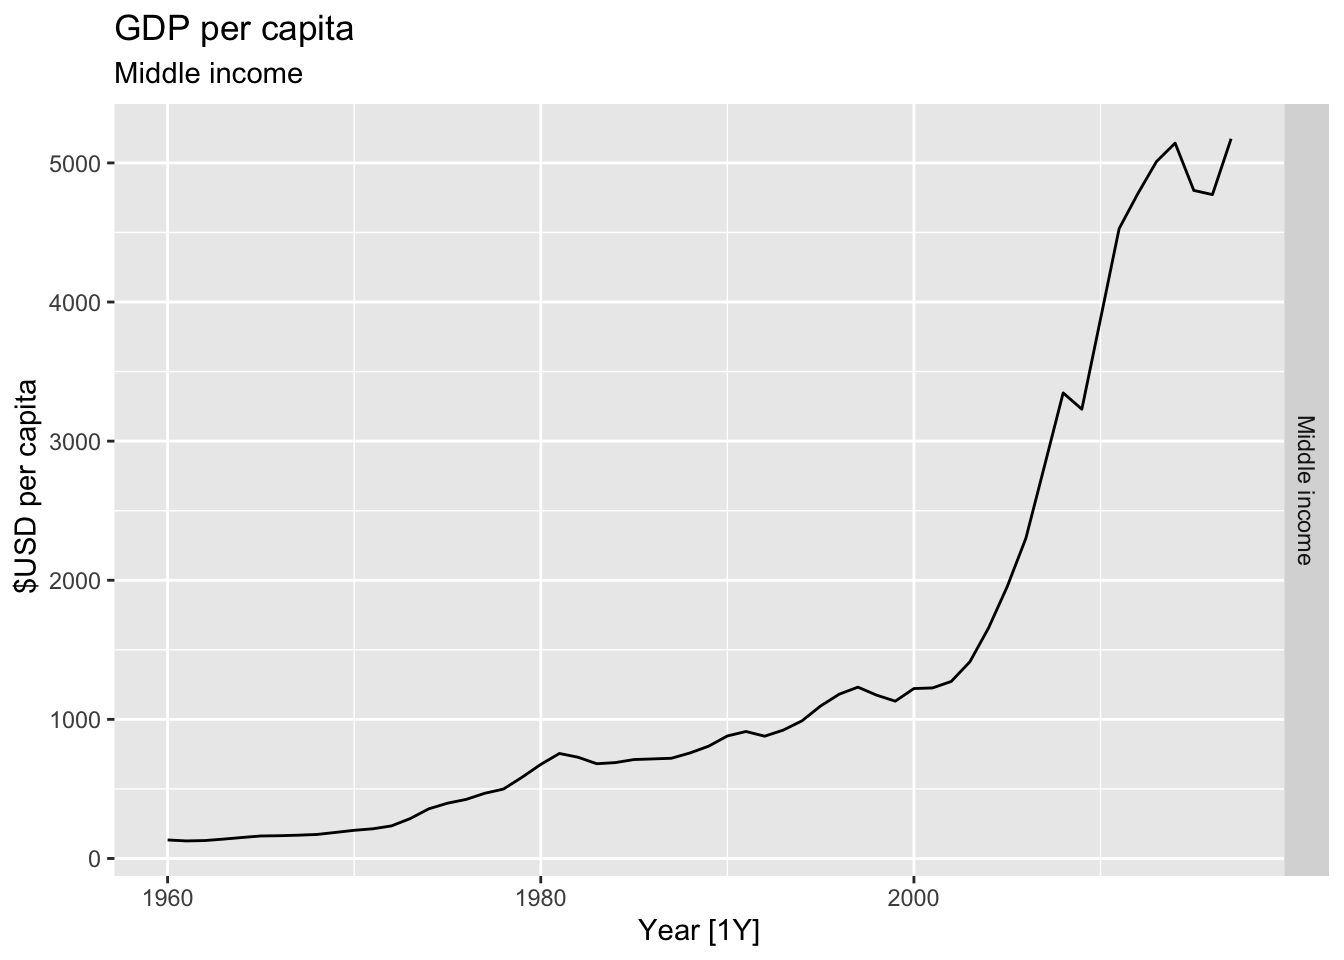 GDP per capita
Middle income
$USD per capita
5000
4000
3000
2000
1000
0
Middle income
1960
1980
2000
Year [1Y]